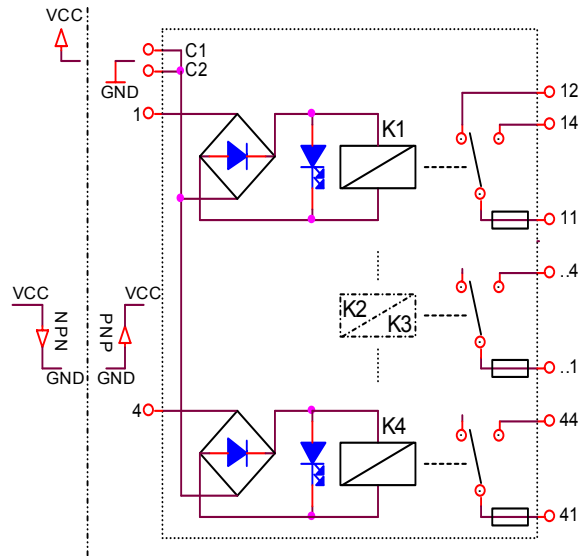 VCC
C1
C2
GND
12
1
K1
14
11
..4
VCC
VCC
NPN
PNP
K2
K3
GND
GND
..1
4
K4
44
41